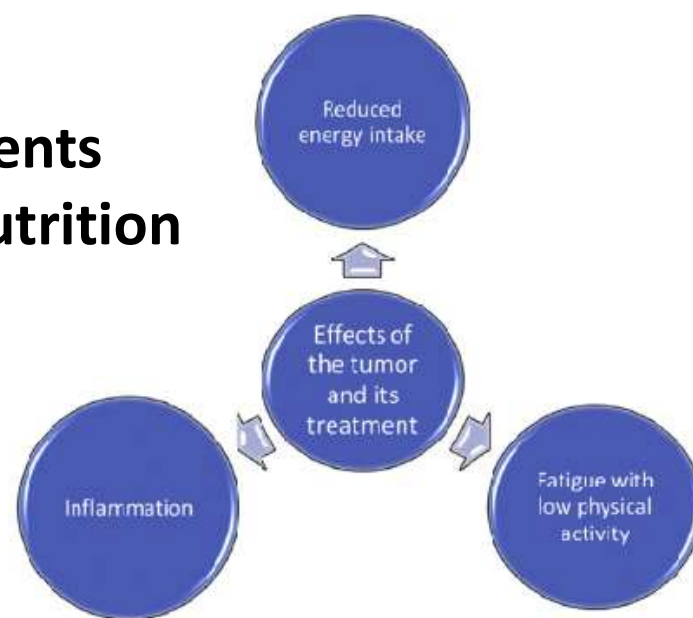 ents
utrition
Reduced
energy intake
Effects of
the tumor
and its
treatment
Inflammation
Fatigue with
low physical
activity